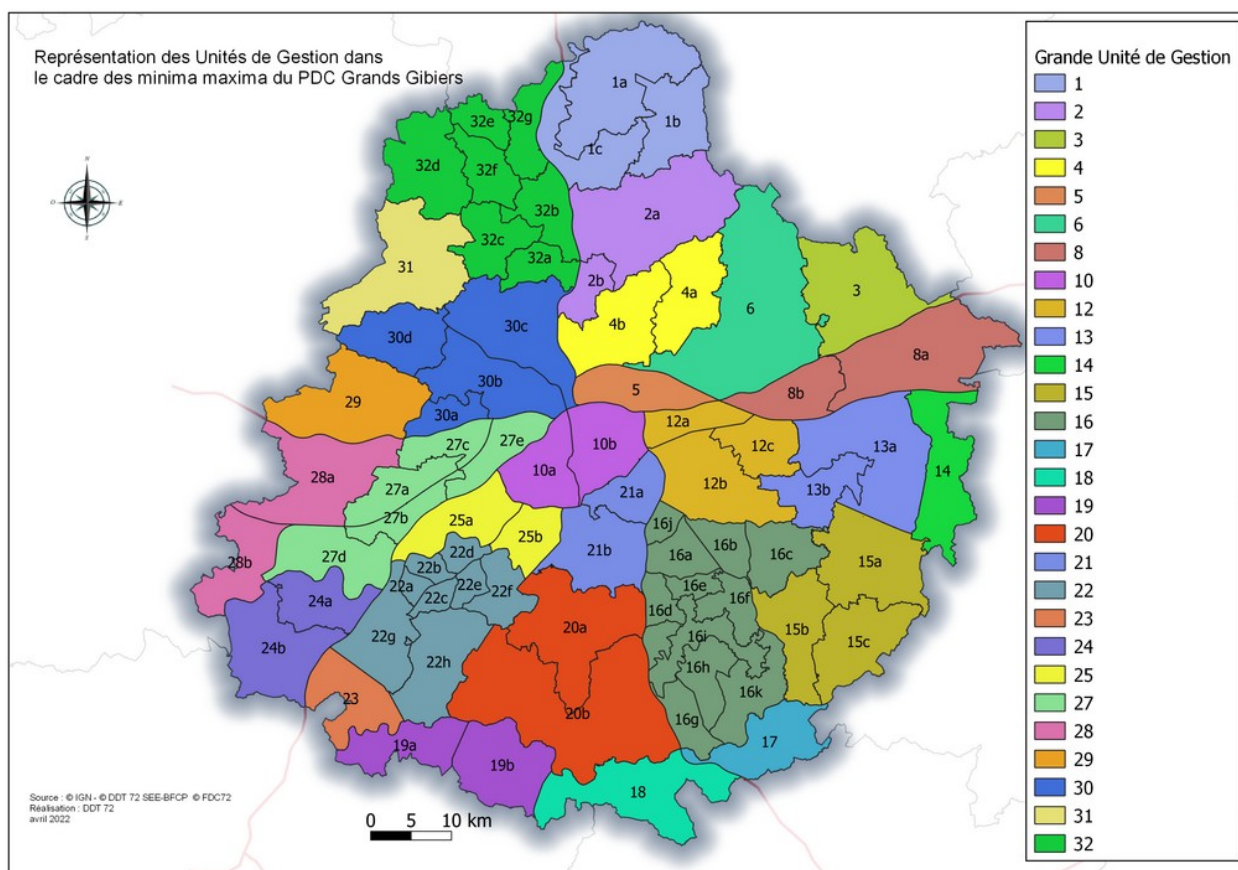 Représentation des Unités de Gestion dans
le cadre des minima maxima du PDC Grands Gibiers
Grande Unité de Gestion
1
2
3
4
5
6
8
10
12
13
14
15
16
17
18
19
20
21
22
23
24
25
27
28
29
30
31
32
1a
1b
1c
32e
32g
32d
32f
32b
32c
32a
2a
2b
31
4a
4b
6
3
30c
30d
30b
30a
8a
8b
5
29
12a
12c
12b
10a
10b
27c
27e
27a
27b
27d
28a
28b
13a
13b
14
21a
21b
25a
25b
22d
22b
22a
22e
22c
22f
22g
22h
16j
16a
16b
16c
16e
16d
16f
16i
16h
16k
16g
15a
15b
15c
24a
24b
20a
20b
23
19a
19b
17
18
N
O
E
S
Source : © IGN - © DDT 72 SEE-BFCP © FDC72
Réalisation : DDT 72
avril 2022
0 5 10 km